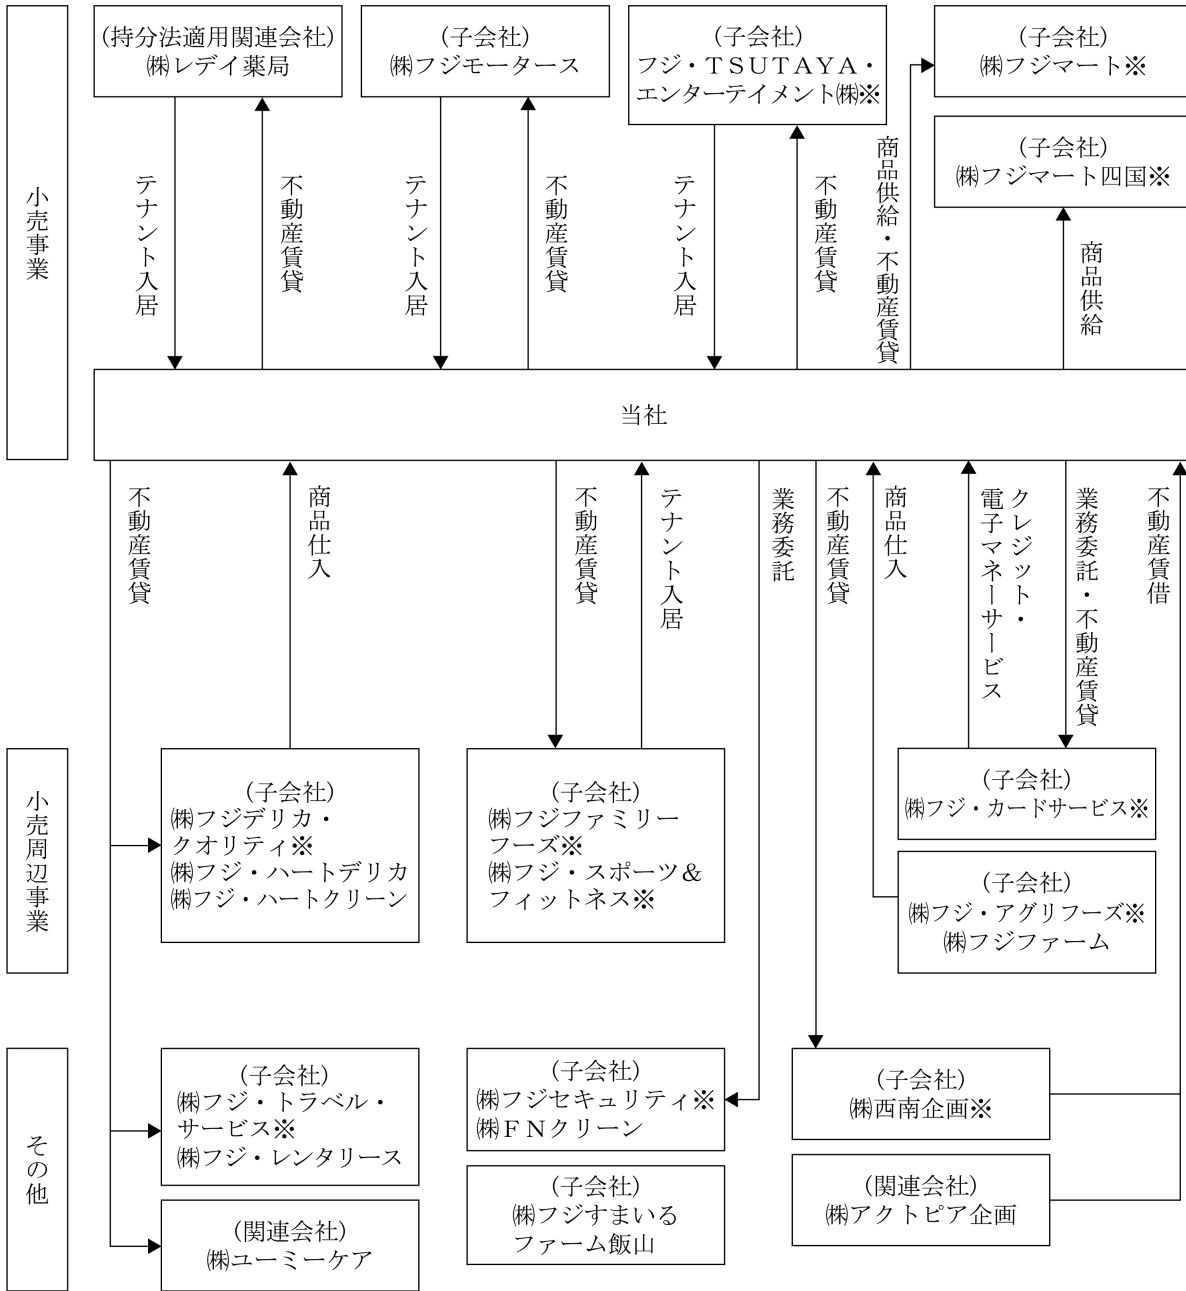 小売事業
(持分法適用関連会社)
㈱レデイ薬局
(子会社)
㈱フジモータース
(子会社)
フジ・ＴＳＵＴＡＹＡ・
エンターテイメント㈱※
(子会社)
㈱フジマート※
(子会社)
㈱フジマート四国※
テナント入居
不動産賃貸
テナント入居
不動産賃貸
テナント入居
不動産賃貸
商品供給・不動産賃貸
商品供給
当社
不動産賃貸
商品仕入
不動産賃貸
テナント入居
業務委託
不動産賃貸
商品仕入
クレジット・
電子マネーサービス
業務委託・不動産賃貸
不動産賃借
小売周辺事業
(子会社)
㈱フジデリカ・
クオリティ※
㈱フジ・ハートデリカ
㈱フジ・ハートクリーン
(子会社)
㈱フジファミリー
フーズ※
㈱フジ・スポーツ＆
フィットネス※
(子会社)
㈱フジ・カードサービス※
(子会社)
㈱フジ・アグリフーズ※
㈱フジファーム
その他
(子会社)
㈱フジ・トラベル・
サービス※
㈱フジ・レンタリース
(関連会社)
㈱ユーミーケア
(子会社)
㈱フジセキュリティ※
㈱ＦＮクリーン
(子会社)
㈱フジすまいる
ファーム飯山
(子会社)
㈱西南企画※
(関連会社)
㈱アクトピア企画